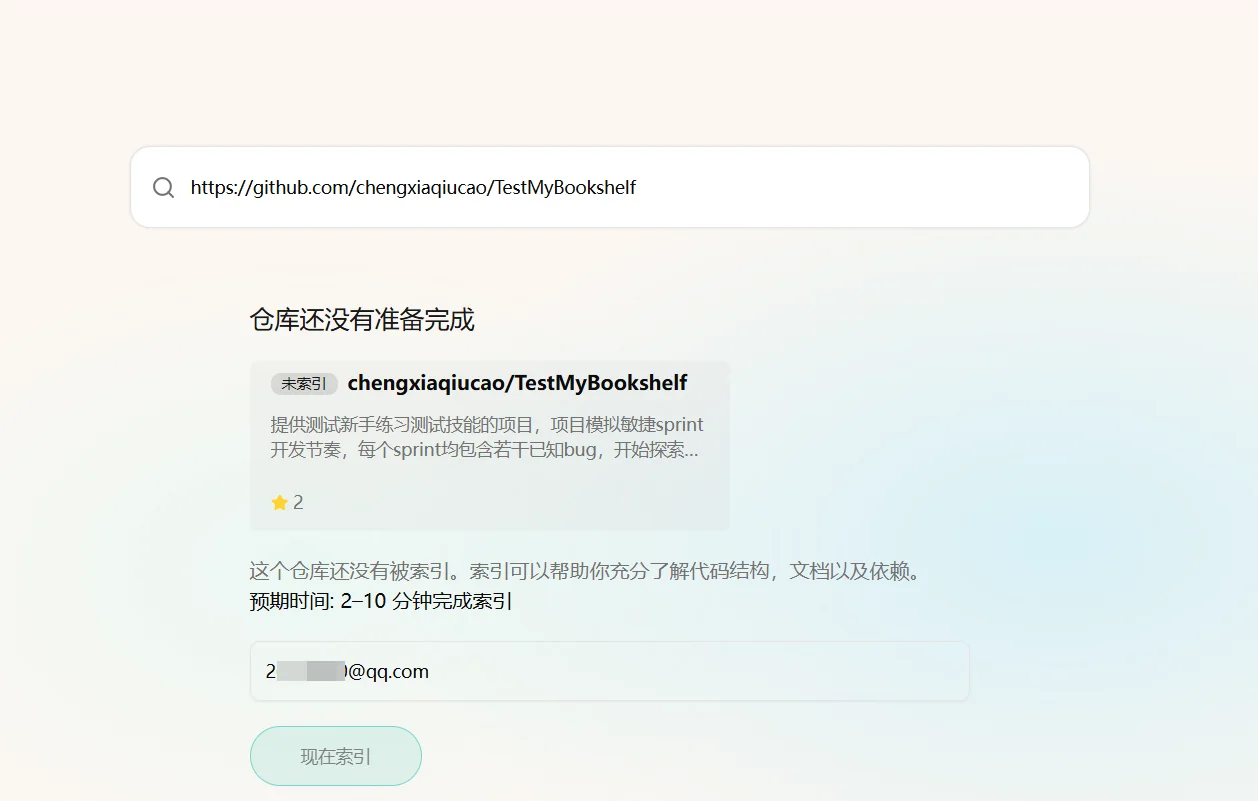 https://github.com/chengxiaqiucao/TestMyBookshelf
仓库还没有准备完成
未索引 chengxiaqiucao/TestMyBookshelf
提供测试新手练习测试技能的项目，项目模拟敏捷sprint
开发节奏，每个sprint均包含若干已知bug，开始探索...
2
这个仓库还没有被索引。索引可以帮助你充分了解代码结构，文档以及依赖。
预期时间: 2–10 分钟完成索引
2 @qq.com
现在索引